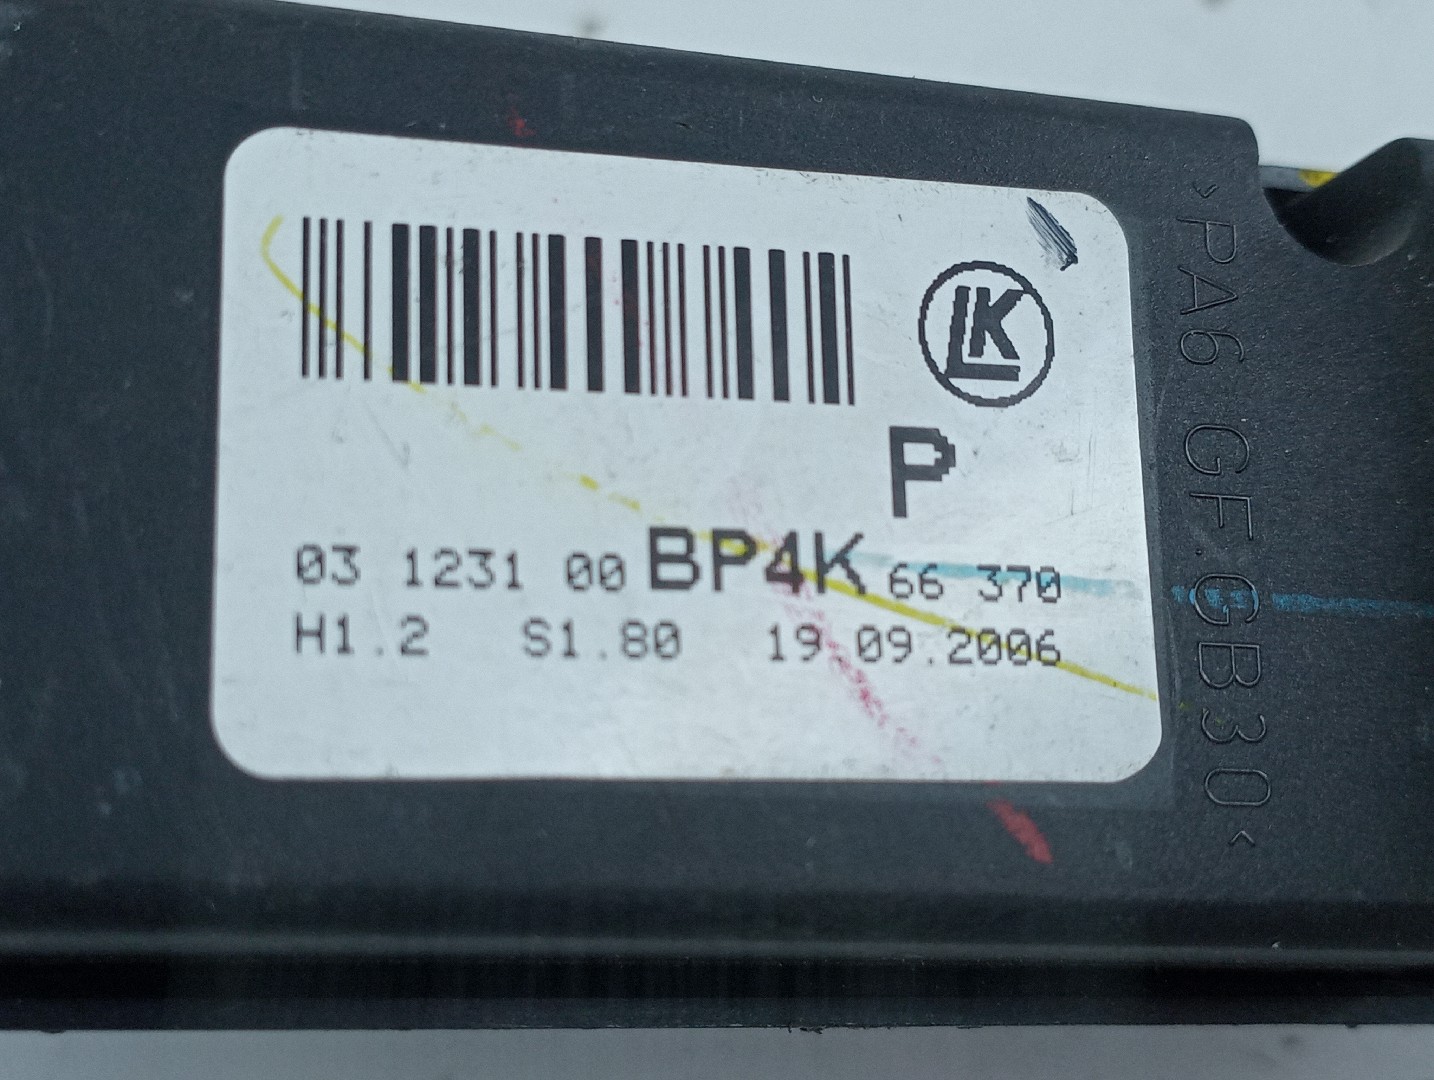 LK
P
03 1231 00 BP4K 66 370
H1.2 S1.80 19.09.2006
>PA6.GF.GB30<